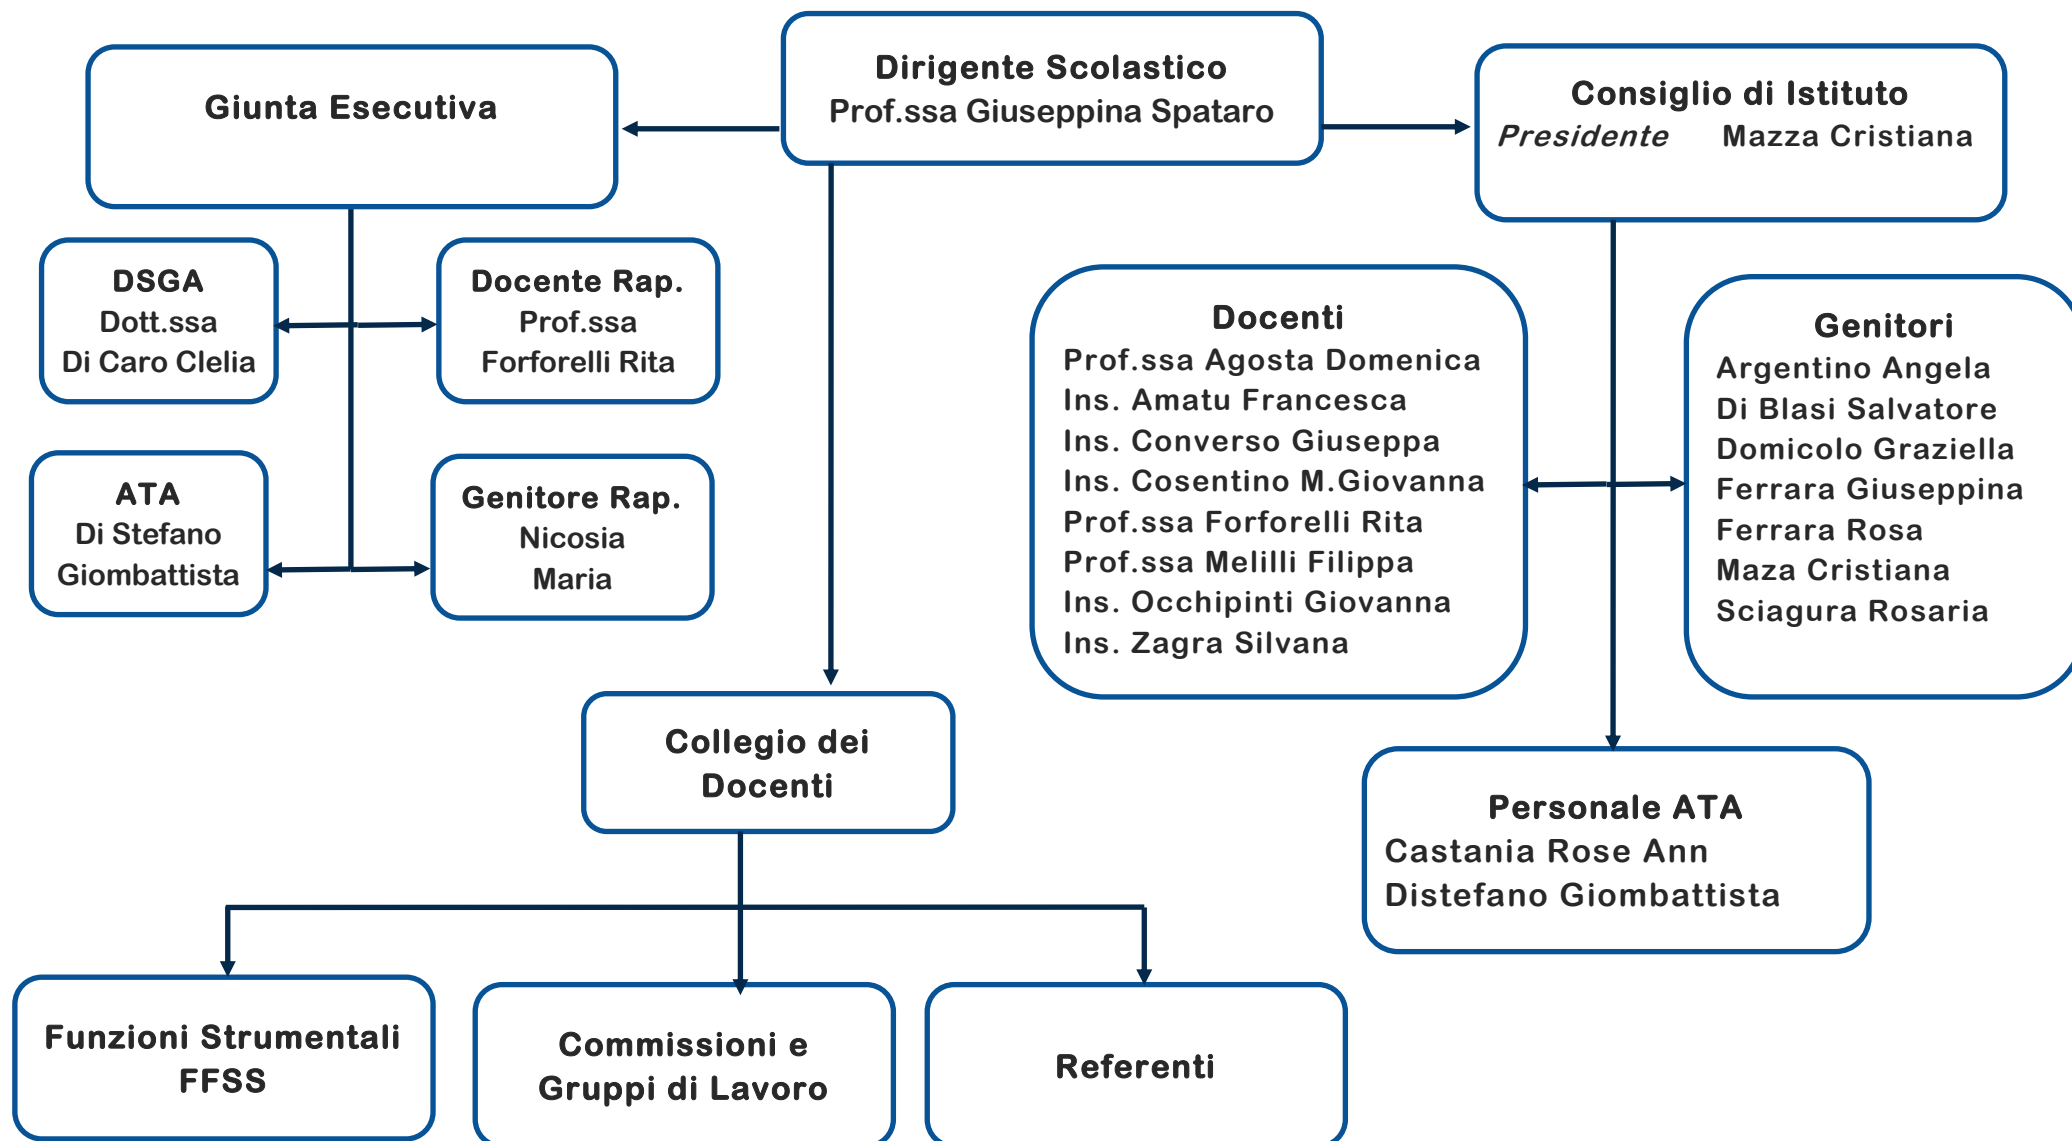 Dirigente Scolastico
Prof.ssa Giuseppina Spataro
Giunta Esecutiva
Consiglio di Istituto
Presidente Mazza Cristiana
DSGA
Dott.ssa
Di Caro Clelia
Docente Rap.
Prof.ssa
Forforelli Rita
ATA
Di Stefano
Giombattista
Genitore Rap.
Nicosia
Maria
Docenti
Prof.ssa Agosta Domenica
Ins. Amatu Francesca
Ins. Converso Giuseppa
Ins. Cosentino M.Giovanna
Prof.ssa Forforelli Rita
Prof.ssa Melilli Filippa
Ins. Occhipinti Giovanna
Ins. Zagra Silvana
Genitori
Argentino Angela
Di Blasi Salvatore
Domicolo Graziella
Ferrara Giuseppina
Ferrara Rosa
Maza Cristiana
Sciagura Rosaria
Collegio dei
Docenti
Personale ATA
Castania Rose Ann
Distefano Giombattista
Funzioni Strumentali
FFSS
Commissioni e
Gruppi di Lavoro
Referenti